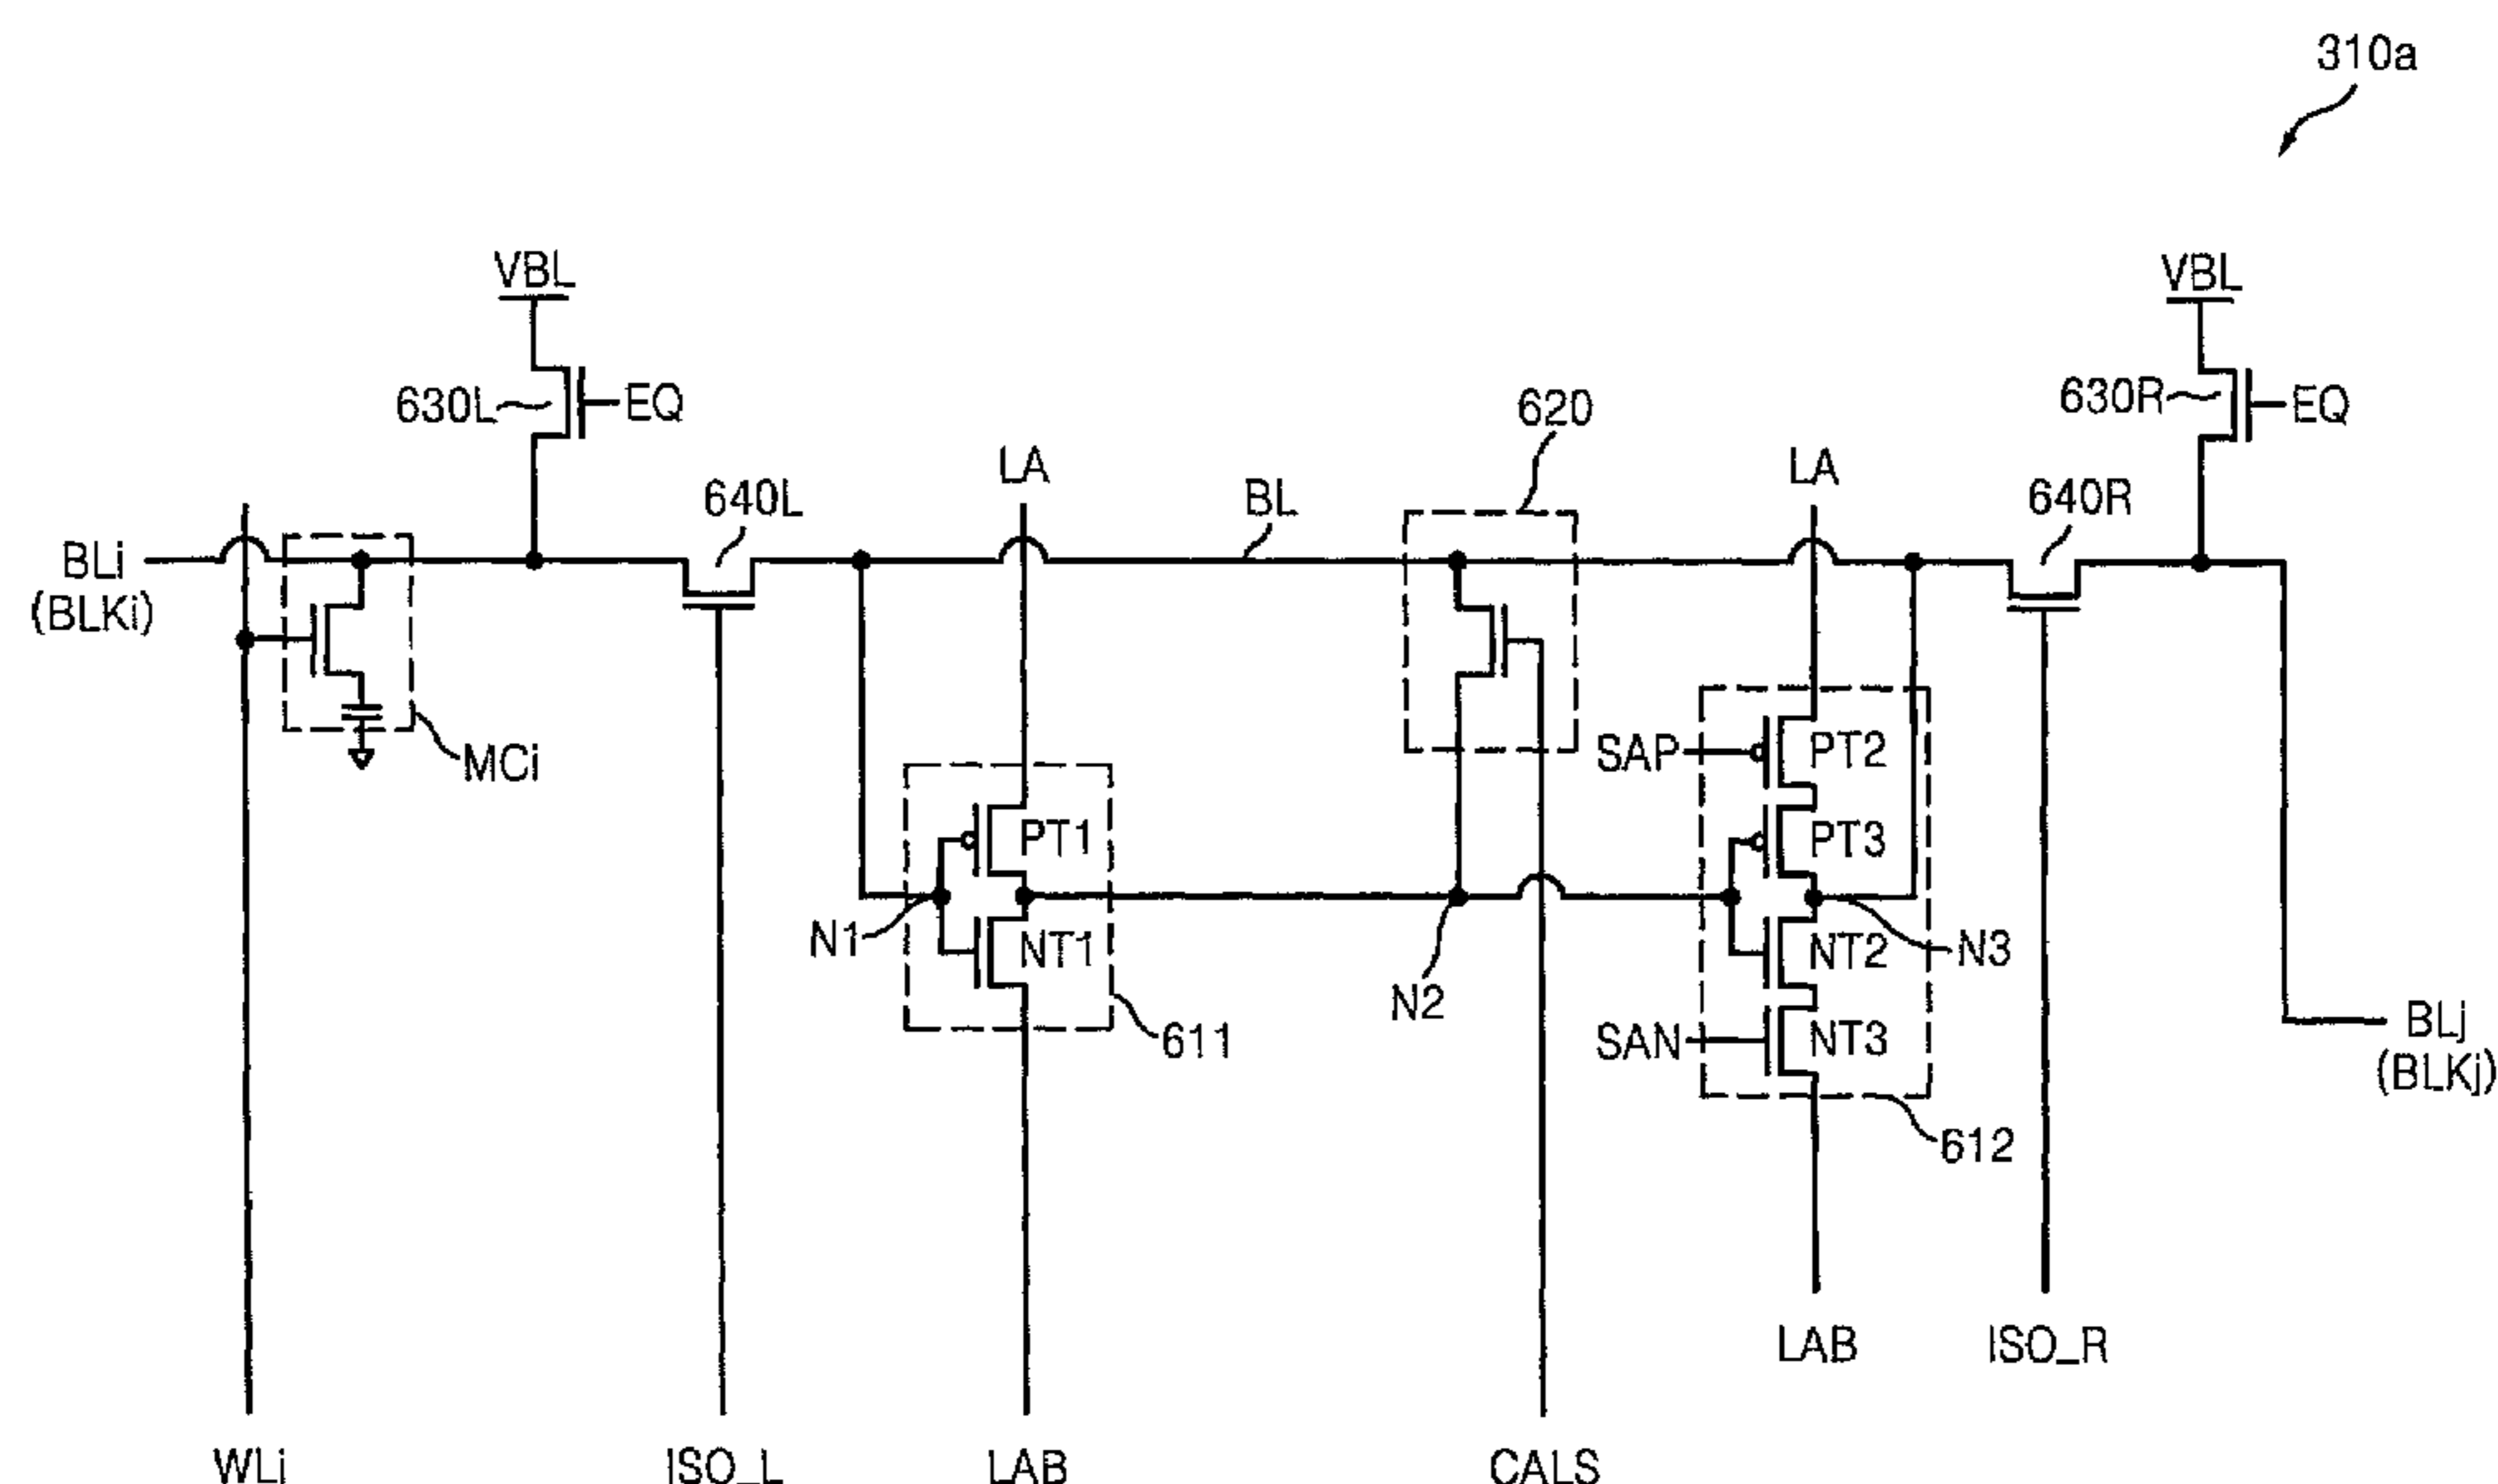 310a
VBL
VBL
630L
EQ
620
630R
EQ
LA
LA
640L
BL
640R
BLi
(BLKi)
MCi
SAP
PT2
PT1
PT3
N1
NT1
NT2
N3
N2
611
SAN
NT3
BLj
(BLKj)
612
LAB
ISO_R
WLi
ISO_L
LAB
CALS